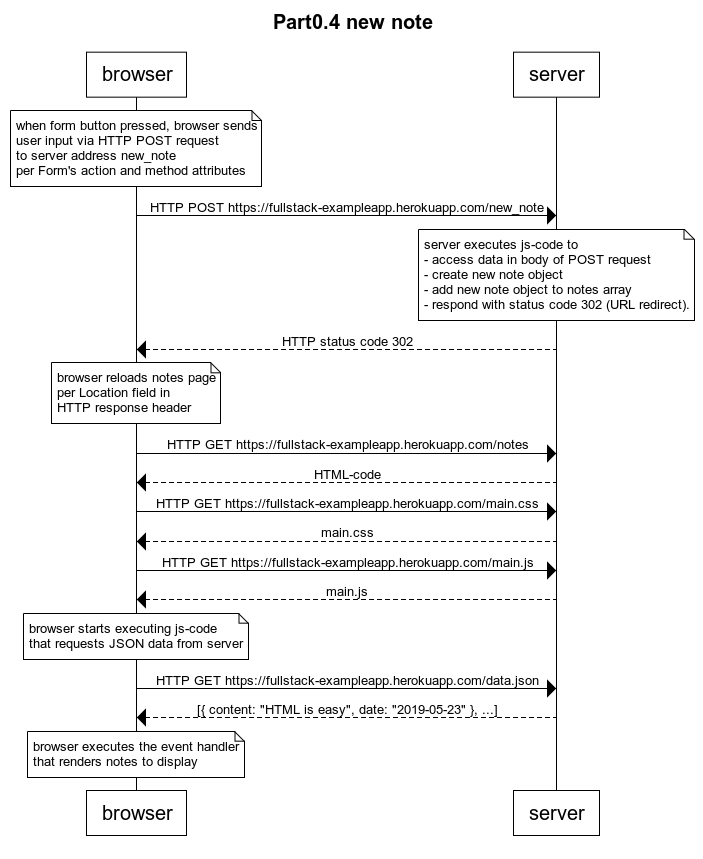 Part0.4 new note
browser
server
when form button pressed, browser sends
user input via HTTP POST request
to server address new_note
per Form's action and method attributes
HTTP POST https://fullstack-exampleapp.herokuapp.com/new_note
server executes js-code to
- access data in body of POST request
- create new note object
- add new note object to notes array
- respond with status code 302 (URL redirect).
HTTP status code 302
browser reloads notes page
per Location field in
HTTP response header
HTTP GET https://fullstack-exampleapp.herokuapp.com/notes
HTML-code
HTTP GET https://fullstack-exampleapp.herokuapp.com/main.css
main.css
HTTP GET https://fullstack-exampleapp.herokuapp.com/main.js
main.js
browser starts executing js-code
that requests JSON data from server
HTTP GET https://fullstack-exampleapp.herokuapp.com/data.json
[{ content: "HTML is easy", date: "2019-05-23" }, ...]
browser executes the event handler
that renders notes to display
browser
server